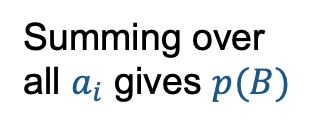 Summing over
all aᵢ gives p(B)